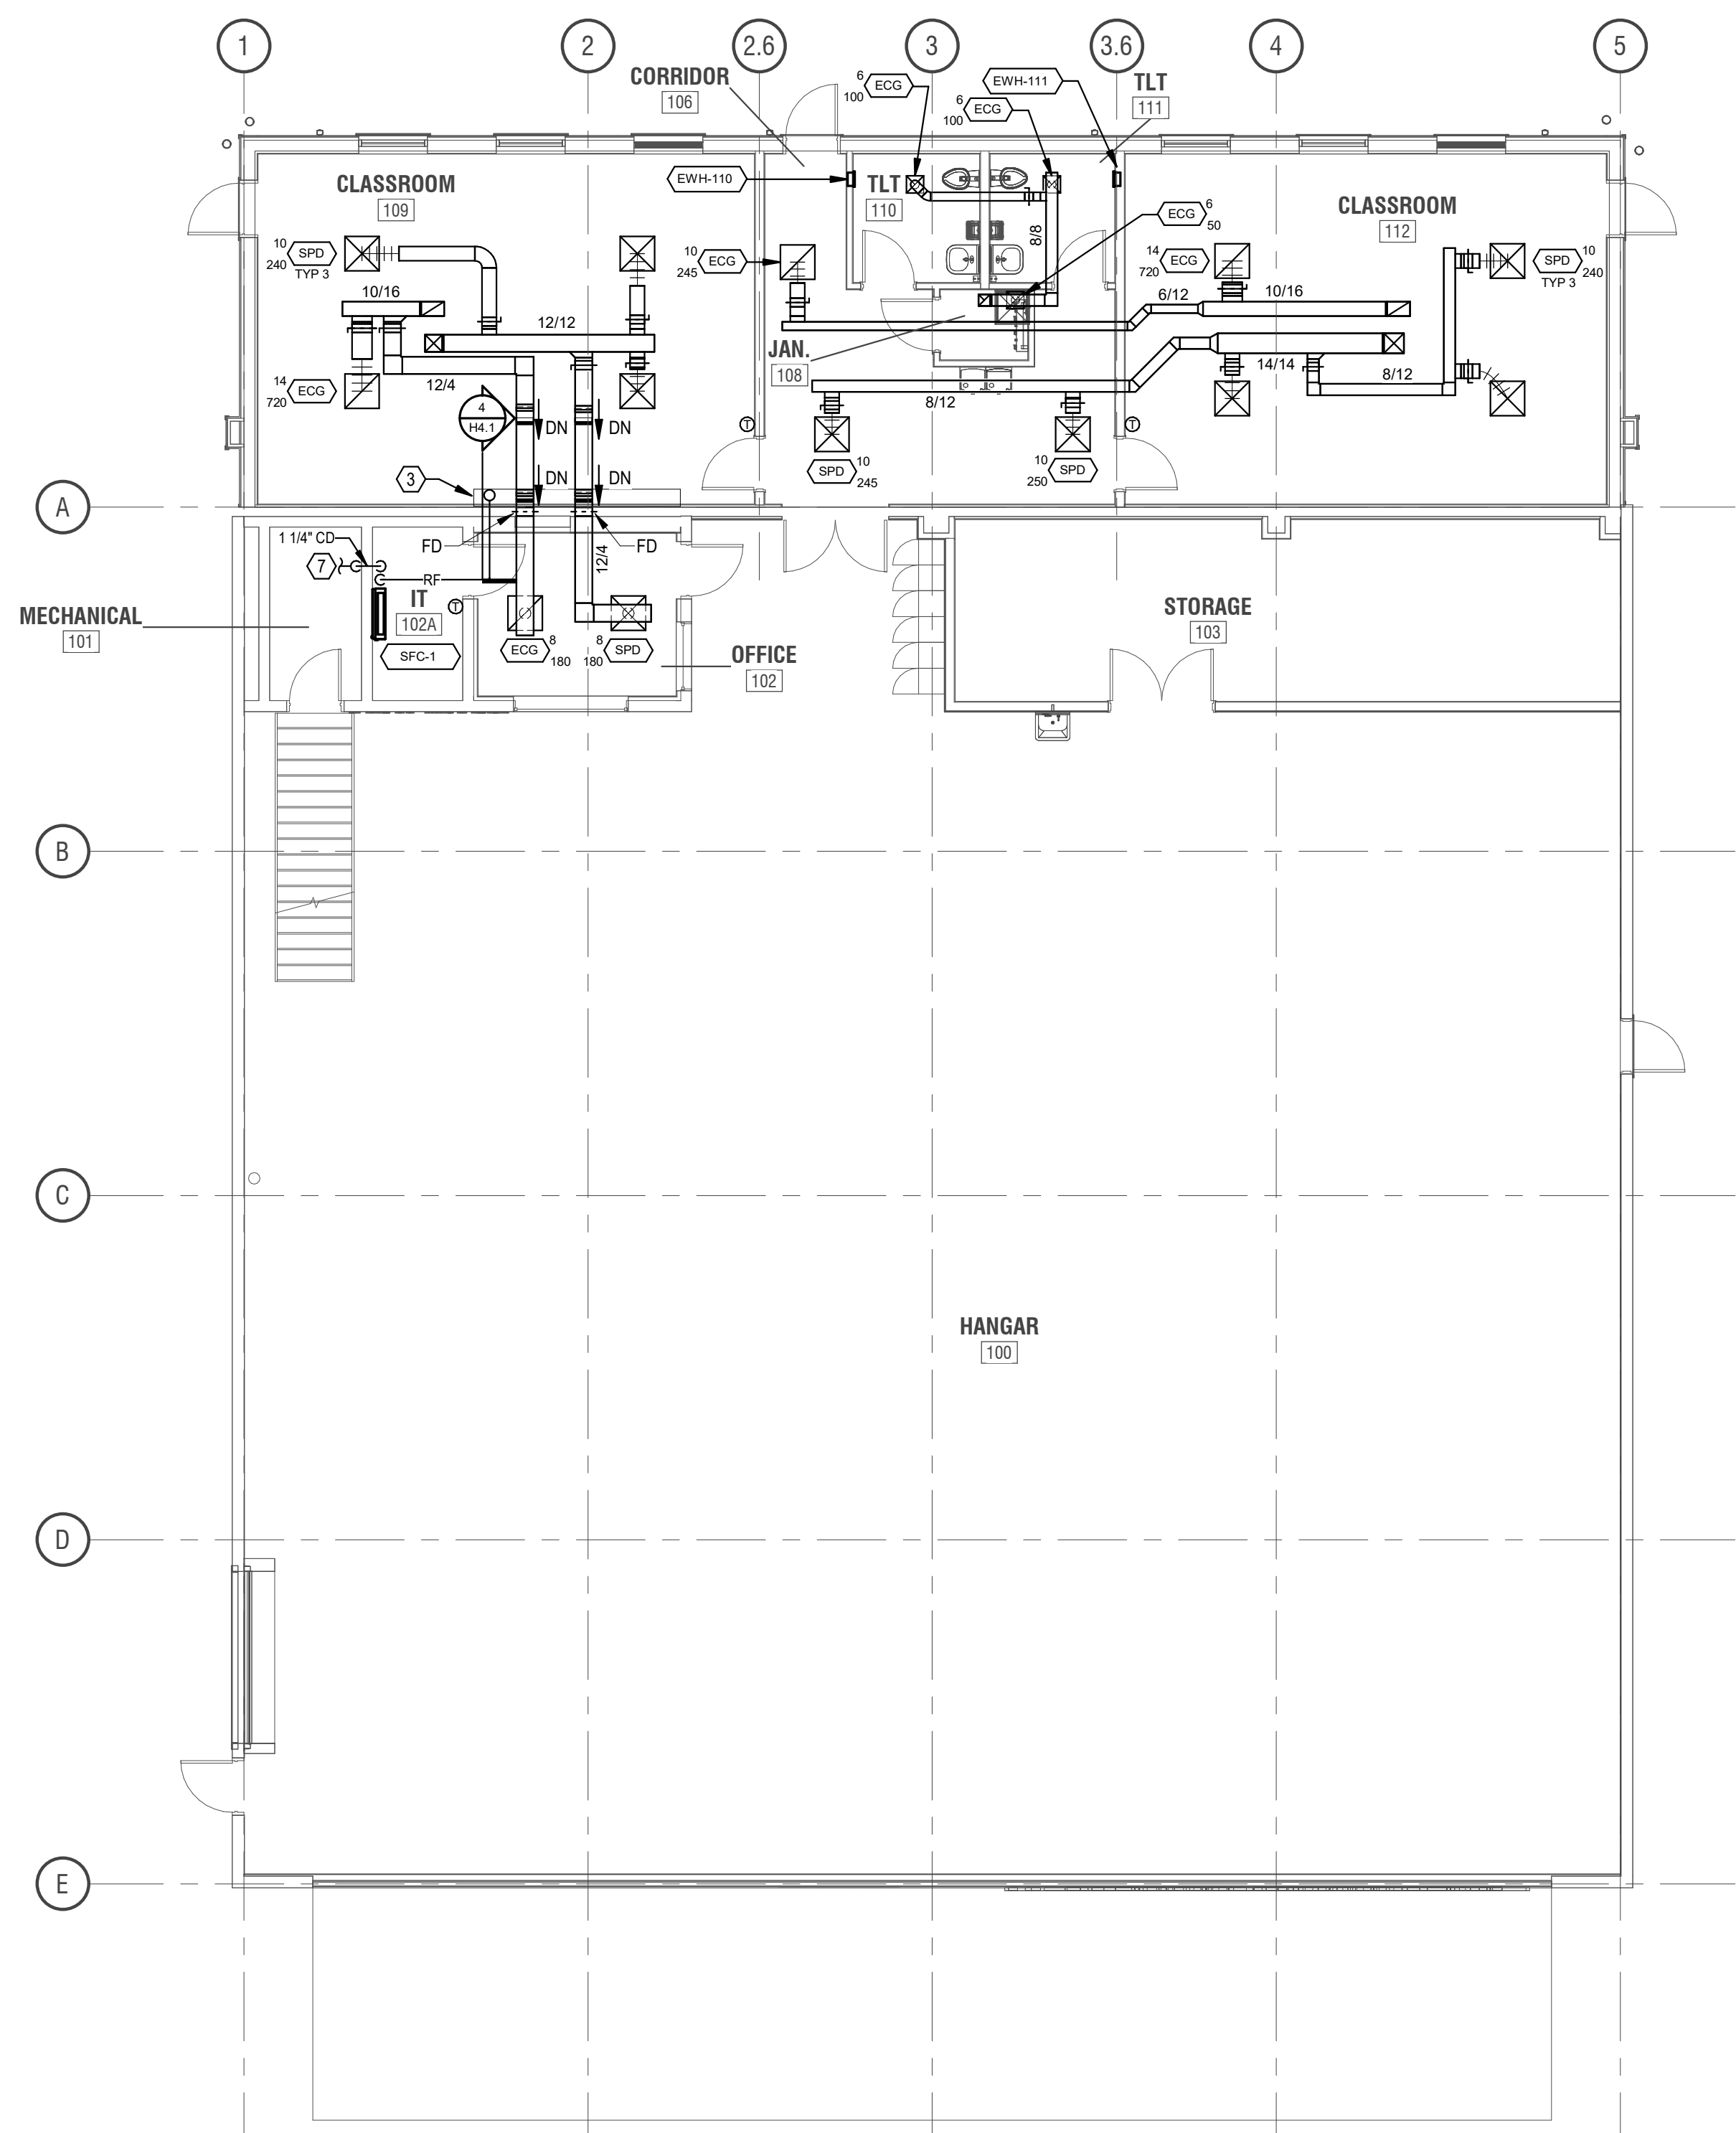 1
2
2.6
3
3.6
4
5
CORRIDOR
106
6
ECG
100
EWH-111
TLT
111
6
ECG
100
CLASSROOM
109
EWH-110
TLT
110
CLASSROOM
112
ECG
6
50
10
SPD
240
TYP 3
10
ECG
245
8/8
14
ECG
720
SPD
10
240
TYP 3
10/16
12/12
6/12
10/16
JAN.
108
14
ECG
720
12/4
14/14
8/12
8/12
4
H4.1
DN
DN
T
T
SPD
10
245
10
SPD
250
3
DN
DN
A
1 1/4" CD
7
FD
FD
12/4
RF
IT
102A
T
MECHANICAL
101
SFC-1
ECG
8
180
8
SPD
180
OFFICE
102
STORAGE
103
B
C
HANGAR
100
D
E